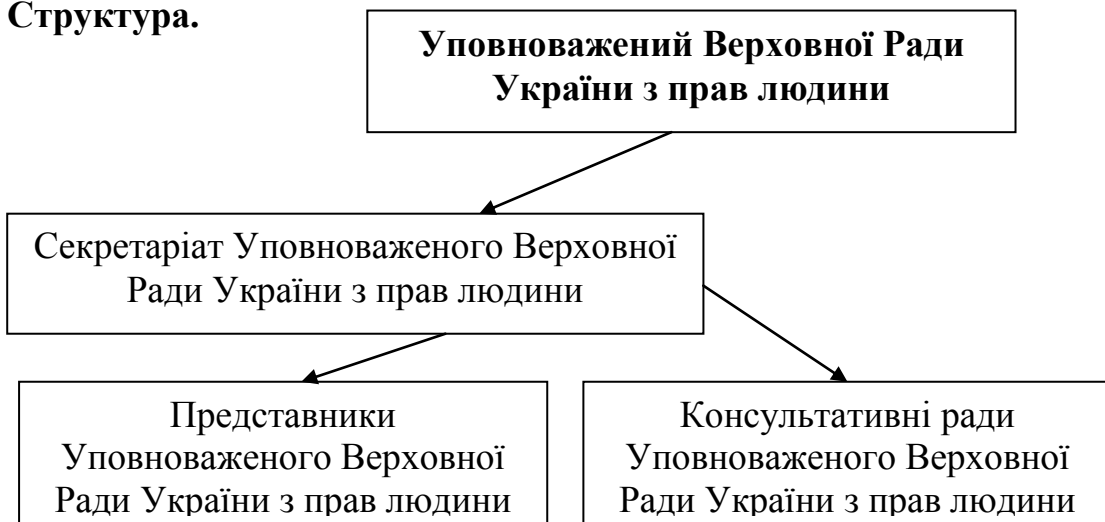 Структура.
Уповноважений Верховної Ради
України з прав людини
Секретаріат Уповноваженого Верховної
Ради України з прав людини
Представники
Уповноваженого Верховної
Ради України з прав людини
Консультативні ради
Уповноваженого Верховної
Ради України з прав людини